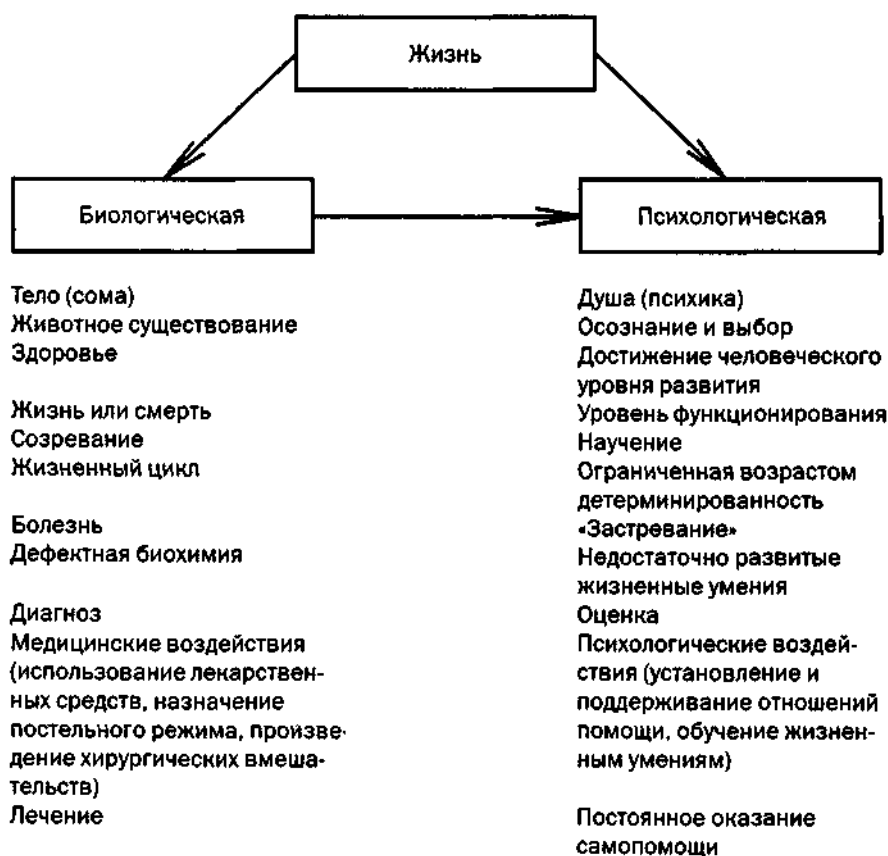 Жизнь
Биологическая
Психологическая
Тело (сома)
Животное существование
Здоровье
Жизнь или смерть
Созревание
Жизненный цикл
Болезнь
Дефектная биохимия
Диагноз
Медицинские воздействия
(использование лекарствен-
ных средств, назначение
постельного режима, произве-
дение хирургических вмеша-
тельств)
Лечение
Душа (психика)
Осознание и выбор
Достижение человеческого
уровня развития
Уровень функционирования
Научение
Ограниченная возрастом
детерминированность
«Застревание»
Недостаточно развитые
жизненные умения
Оценка
Психологические воздей-
ствия (установление и
поддерживание отношений
помощи, обучение жизнен-
ным умениям)
Постоянное оказание
самопомощи